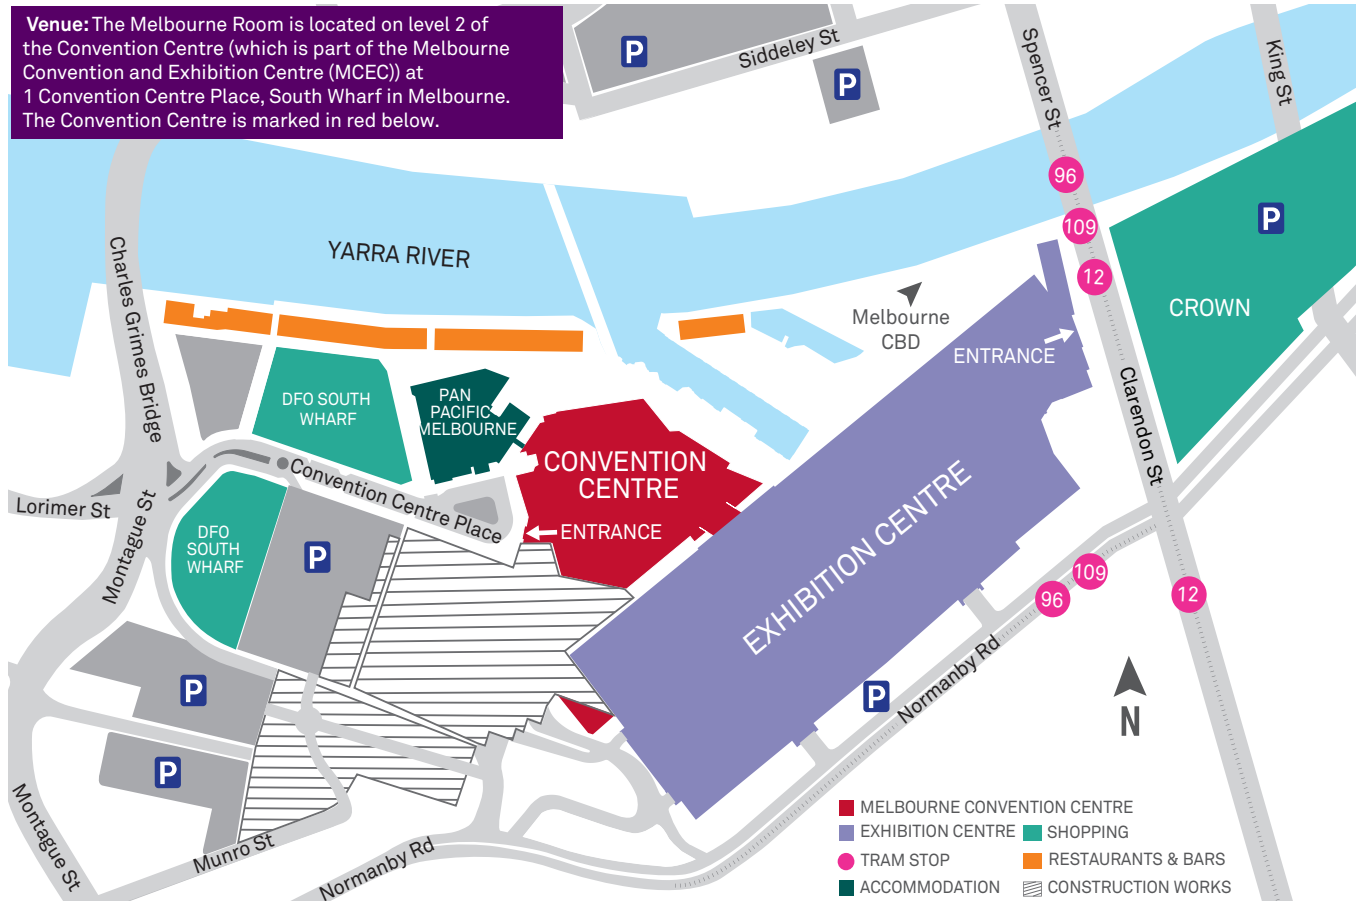 Venue: The Melbourne Room is located on level 2 of
the Convention Centre (which is part of the Melbourne
Convention and Exhibition Centre (MCEC)) at
1 Convention Centre Place, South Wharf in Melbourne.
The Convention Centre is marked in red below.
P
Siddeley St
P
Spencer St
King St
96
109
12
P
CROWN
YARRA RIVER
Charles Grimes Bridge
Melbourne
CBD
ENTRANCE
Clarendon St
DFO SOUTH
WHARF
PAN
PACIFIC
MELBOURNE
CONVENTION
CENTRE
ENTRANCE
Convention Centre Place
Lorimer St
Montague St
DFO
SOUTH
WHARF
P
EXHIBITION CENTRE
109
96
12
Normanby Rd
P
P
P
N
Montague St
Munro St
Normanby Rd
MELBOURNE CONVENTION CENTRE
EXHIBITION CENTRE
SHOPPING
TRAM STOP
RESTAURANTS & BARS
ACCOMMODATION
CONSTRUCTION WORKS